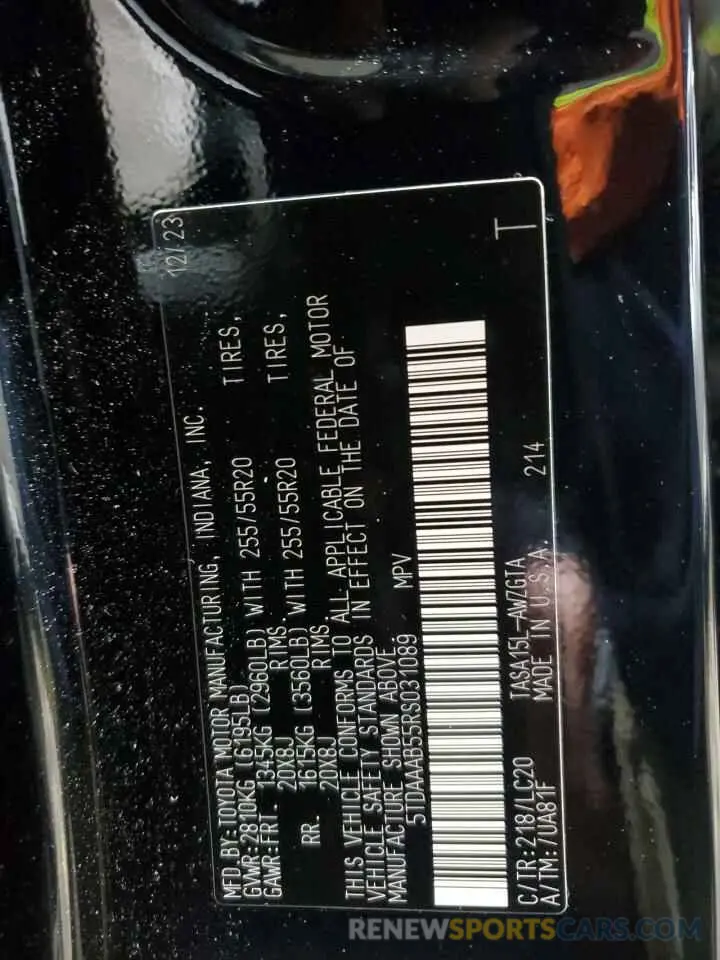 12/23
MFD BY:TOYOTA MOTOR MANUFACTURING, INDIANA, INC.
GVWR:2810KG (6195LB)
GAWR:FRT. 1345KG (2960LB) WITH 255/55R20 TIRES,
20X8J RIMS.
RR. 1615KG (3560LB) WITH 255/55R20 TIRES,
20X8J RIMS
THIS VEHICLE CONFORMS TO ALL APPLICABLE FEDERAL MOTOR
VEHICLE SAFETY STANDARDS IN EFFECT ON THE DATE OF
MANUFACTURE SHOWN ABOVE
5TDAAAB55RS031089 MPV
C/TR:218/LC20 TASA15L-AWZGTA
A/TM:/UA81F MADE IN U.S.A. 214
T
RENEWSPORTSCARS.COM